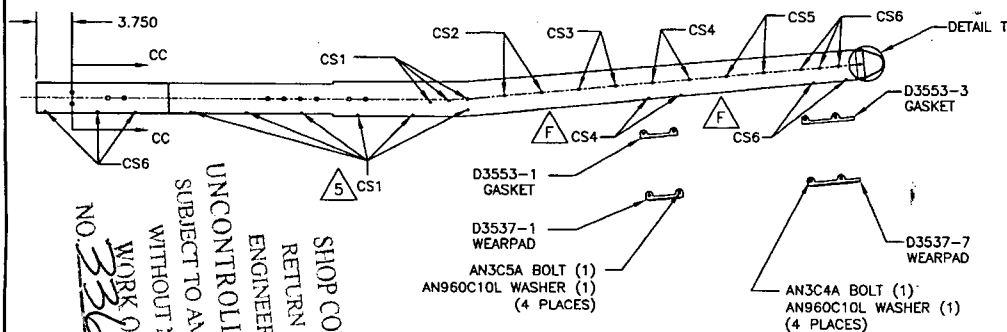 3.750
CC
CC
CS6
CS1
5
CS1
CS2
CS3
CS4
CS5
CS6
DETAIL T
F
CS4
F
CS6
D3553-3
GASKET
D3553-1
GASKET
D3537-1
WEARPAD
AN3C5A BOLT (1)
AN960C10L WASHER (1)
(4 PLACES)
D3537-7
WEARPAD
AN3C4A BOLT (1)
AN960C10L WASHER (1)
(4 PLACES)
SHOP CO
RETURN
ENGINEER
UNCONTROLL
SUBJECT TO AN
WITHOUT
WORK O
NO. 336